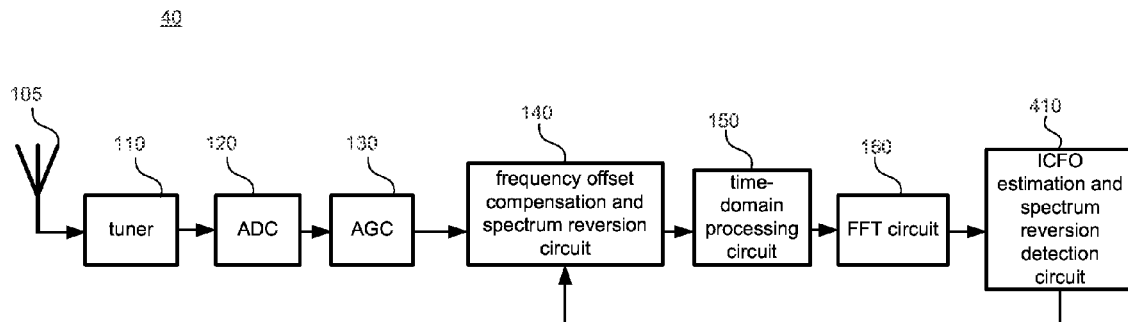 40
105
110
120
130
140
150
160
410
tuner
ADC
AGC
frequency offset
compensation and
spectrum reversion
circuit
time-
domain
processing
circuit
FFT circuit
ICFO
estimation and
spectrum
reversion
detection
circuit